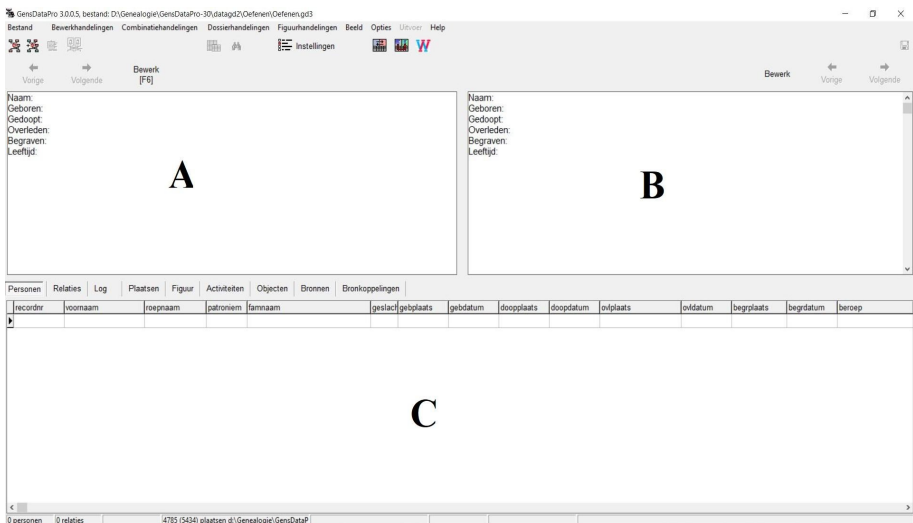 GensDataPro 3.0.0.5, bestand: D:\Genealogie\GensDataPro-30\datagd2\Oefenen\Oefenen.gd3
Bestand Bewerkhandelingen Combinatiehandelingen Dossierhandelingen Figuurhandelingen Beeld Opties Uitvoer Help
Instellingen
Vorige Volgende Bewerk [F6] Bewerk Vorige Volgende
Naam:
Geboren:
Gedoopt:
Overleden:
Begraven:
Leeftijd:
A
Naam:
Geboren:
Gedoopt:
Overleden:
Begraven:
Leeftijd:
B
Personen Relaties Log Plaatsen Figuur Activiteiten Objecten Bronnen Bronkoppelingen
recordnr voornaam roepnaam patroniem famnaam geslacht gebplaats gebdatum doopplaats doopdatum ovlplaats ovldatum begrplaats begrdatum beroep
C
0 personen 0 relaties 4785 (5434) plaatsen d:\Genealogie\GensDataP